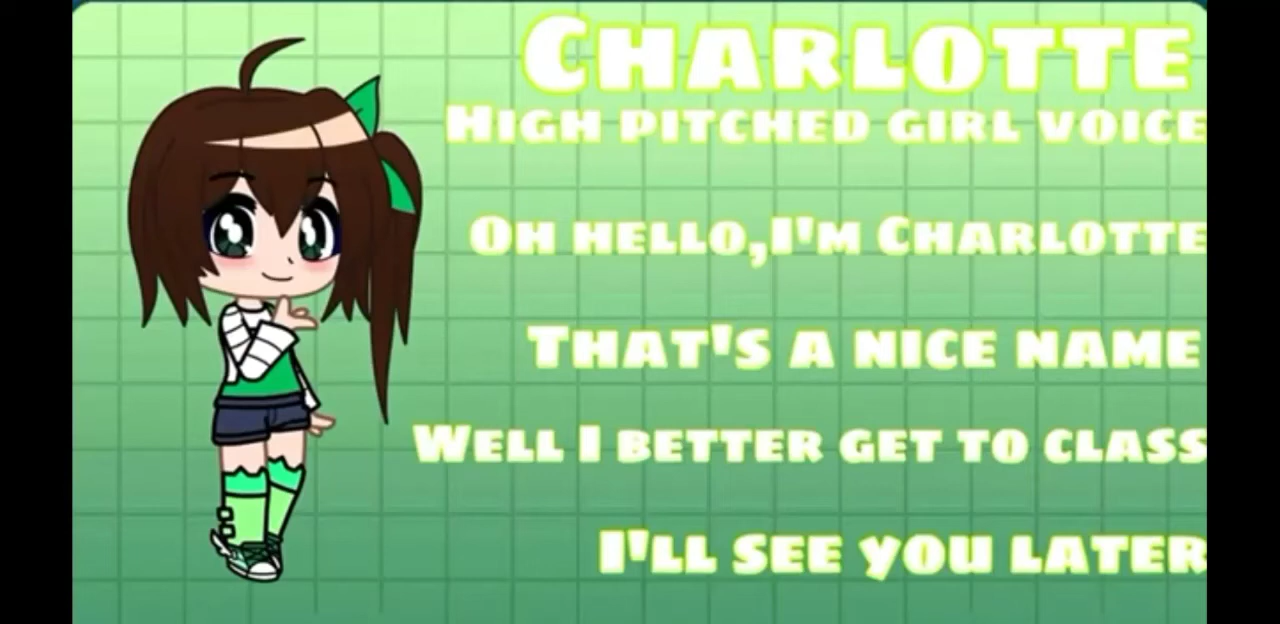 Charlotte
High pitched girl voice
Oh hello,I'm Charlotte
That's a nice name
Well I better get to class
I'll see you later